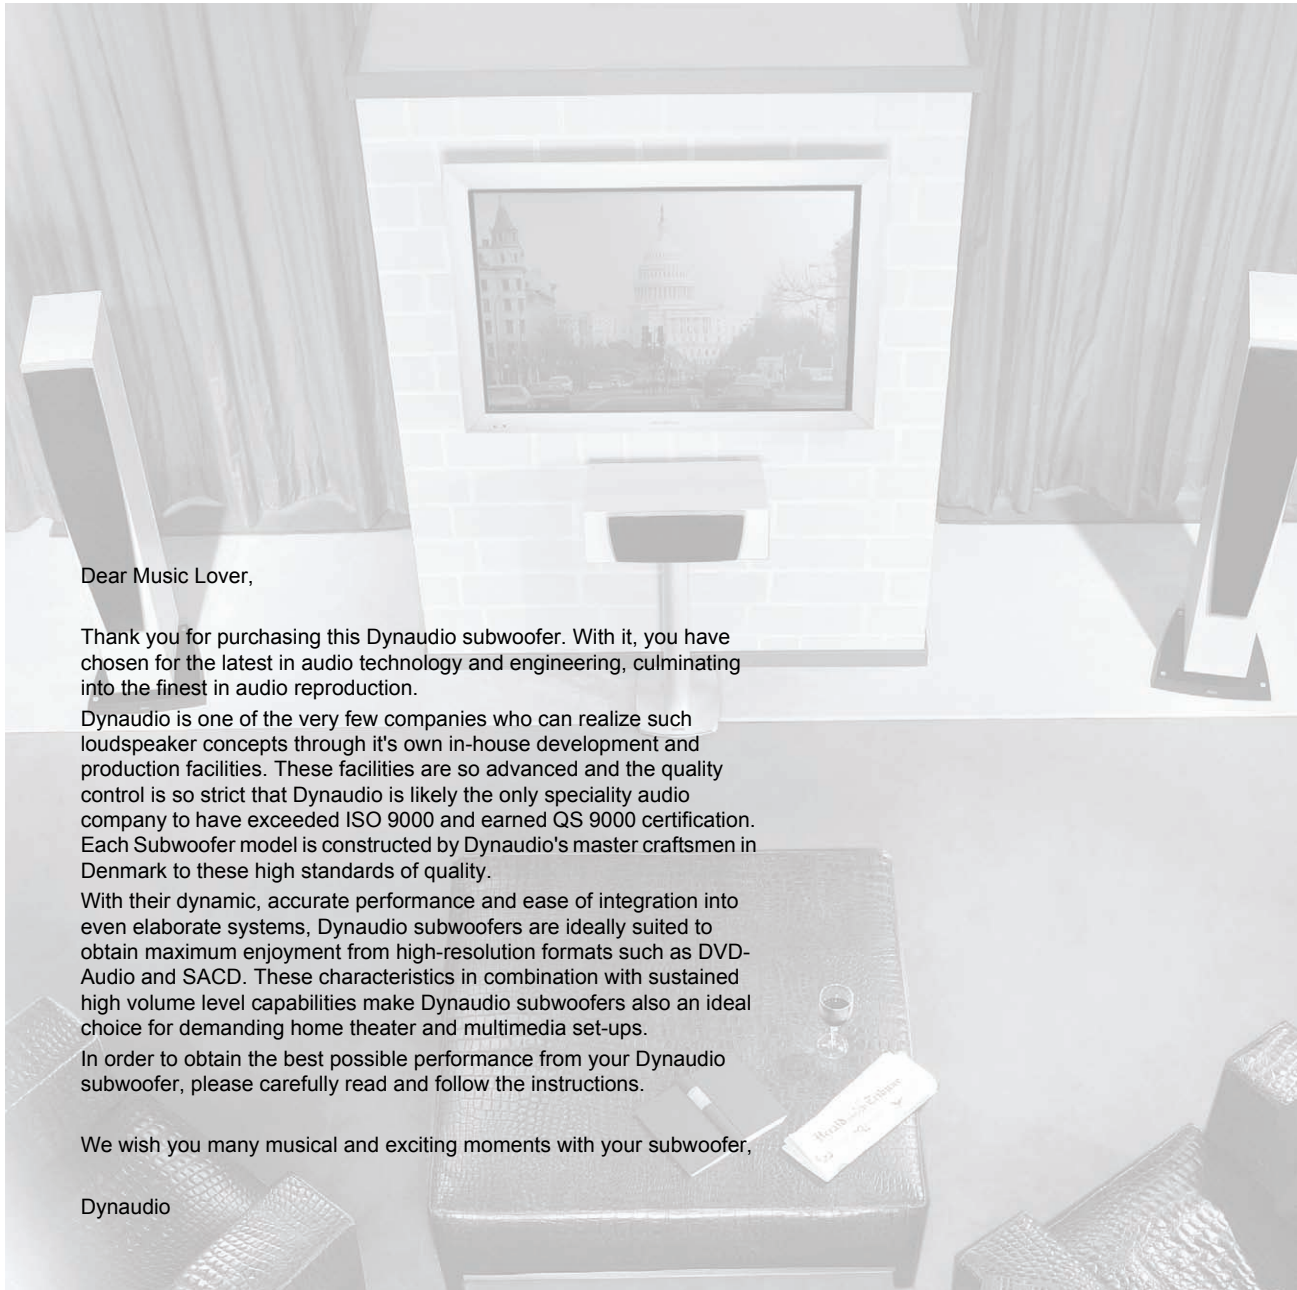 Dear Music Lover,
Thank you for purchasing this Dynaudio subwoofer. With it, you have
chosen for the latest in audio technology and engineering, culminating
into the finest in audio reproduction.
Dynaudio is one of the very few companies who can realize such
loudspeaker concepts through it's own in-house development and
production facilities. These facilities are so advanced and the quality
control is so strict that Dynaudio is likely the only speciality audio
company to have exceeded ISO 9000 and earned QS 9000 certification.
Each Subwoofer model is constructed by Dynaudio's master craftsmen in
Denmark to these high standards of quality.
With their dynamic, accurate performance and ease of integration into
even elaborate systems, Dynaudio subwoofers are ideally suited to
obtain maximum enjoyment from high-resolution formats such as DVD-
Audio and SACD. These characteristics in combination with sustained
high volume level capabilities make Dynaudio subwoofers also an ideal
choice for demanding home theater and multimedia set-ups.
In order to obtain the best possible performance from your Dynaudio
subwoofer, please carefully read and follow the instructions.
Herald Tribune
We wish you many musical and exciting moments with your subwoofer,
Dynaudio